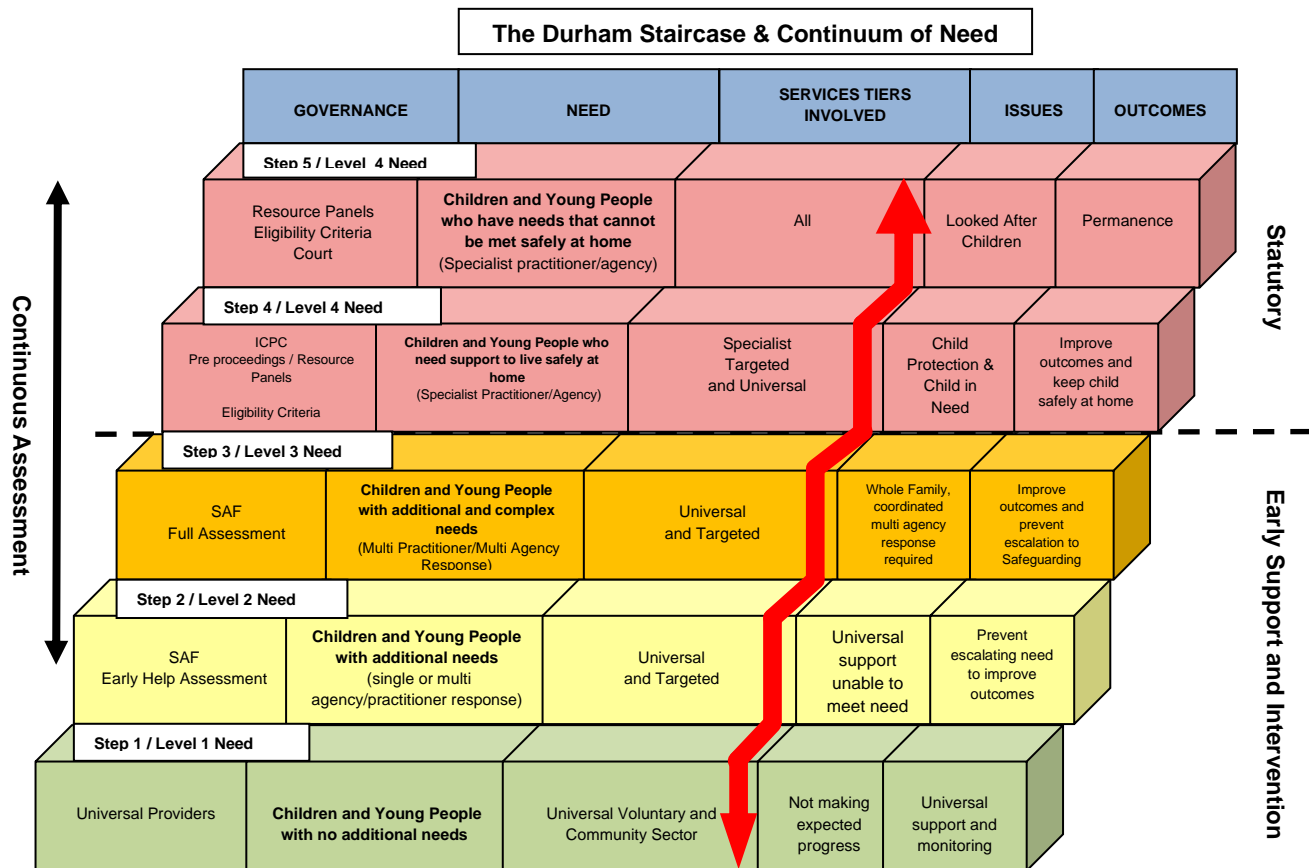 The Durham Staircase & Continuum of Need
GOVERNANCE
NEED
SERVICES TIERS
INVOLVED
ISSUES
OUTCOMES
Step 5 / Level 4 Need
Resource Panels
Eligibility Criteria
Court
Children and Young People
who have needs that cannot
be met safely at home
(Specialist practitioner/agency)
All
Looked After
Children
Permanence
Step 4 / Level 4 Need
ICPC
Pre proceedings / Resource
Panels
Eligibility Criteria
Children and Young People who
need support to live safely at
home
(Specialist Practitioner/Agency)
Specialist
Targeted
and Universal
Child
Protection &
Child in
Need
Improve
outcomes and
keep child
safely at home
Step 3 / Level 3 Need
SAF
Full Assessment
Children and Young People
with additional and complex
needs
(Multi Practitioner/Multi Agency
Response)
Universal
and Targeted
Whole Family,
coordinated
multi agency
response
required
Improve
outcomes and
prevent
escalation to
Safeguarding
Step 2 / Level 2 Need
SAF
Early Help Assessment
Children and Young People
with additional needs
(single or multi
agency/practitioner response)
Universal
and Targeted
Universal
support
unable to
meet need
Prevent
escalating need
to improve
outcomes
Step 1 / Level 1 Need
Universal Providers
Children and Young People
with no additional needs
Universal Voluntary and
Community Sector
Not making
expected
progress
Universal
support and
monitoring
Continuous Assessment
Statutory
Early Support and Intervention